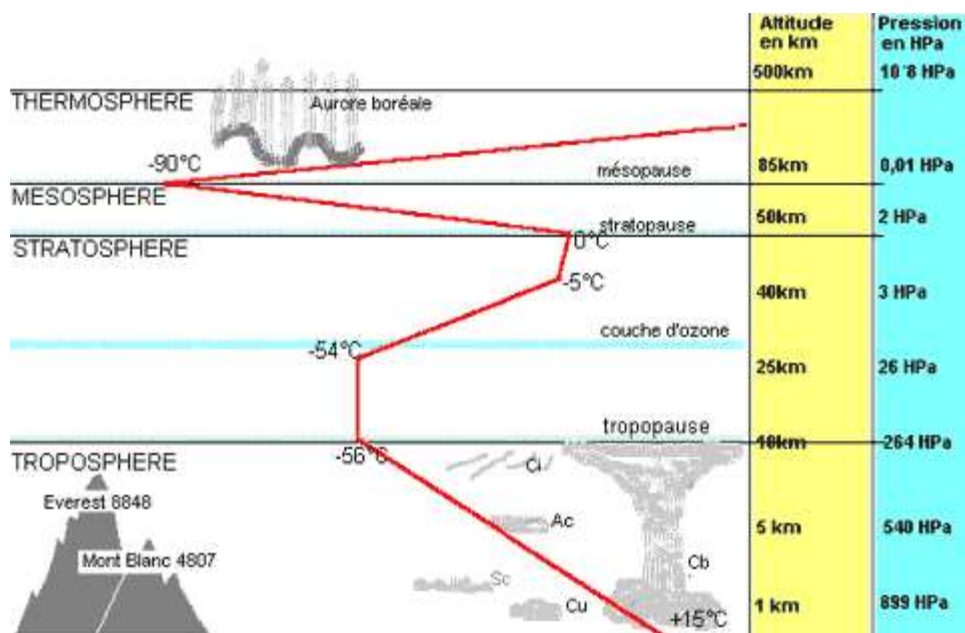 Altitude
en km
Pression
en HPa
500km
10⁻8 HPa
THERMOSPHERE
Aurore boréale
-90°C
mésopause
85km
0,01 HPa
MESOSPHERE
stratopause
50km
2 HPa
STRATOSPHERE
0°C
-5°C
40km
3 HPa
couche d'ozone
-54°C
25km
26 HPa
tropopause
10km
264 HPa
TROPOSPHERE
-56°C
Ci
Everest 8848
Ac
5 km
540 HPa
Mont Blanc 4807
Cb
Sc
Cu
+15°C
1 km
899 HPa